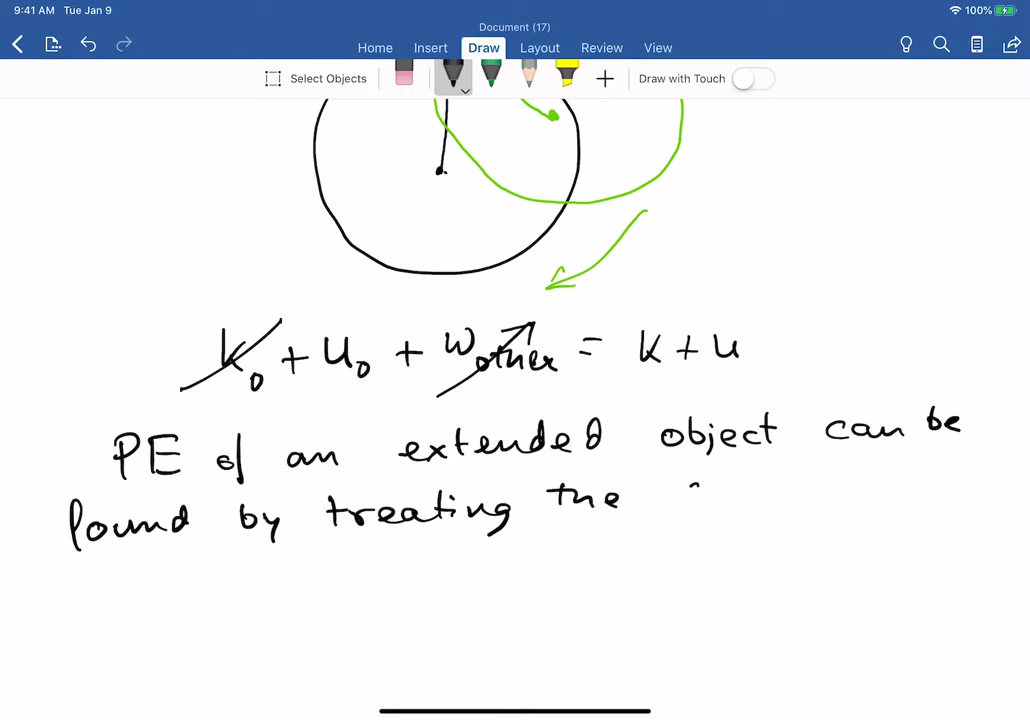 9:41 AM Tue Jan 9
100%
Document (17)
Home Insert Draw Layout Review View
Select Objects
Draw with Touch
K₀ + U₀ + Wother = K + U
PE of an extended object can be
found by treating the